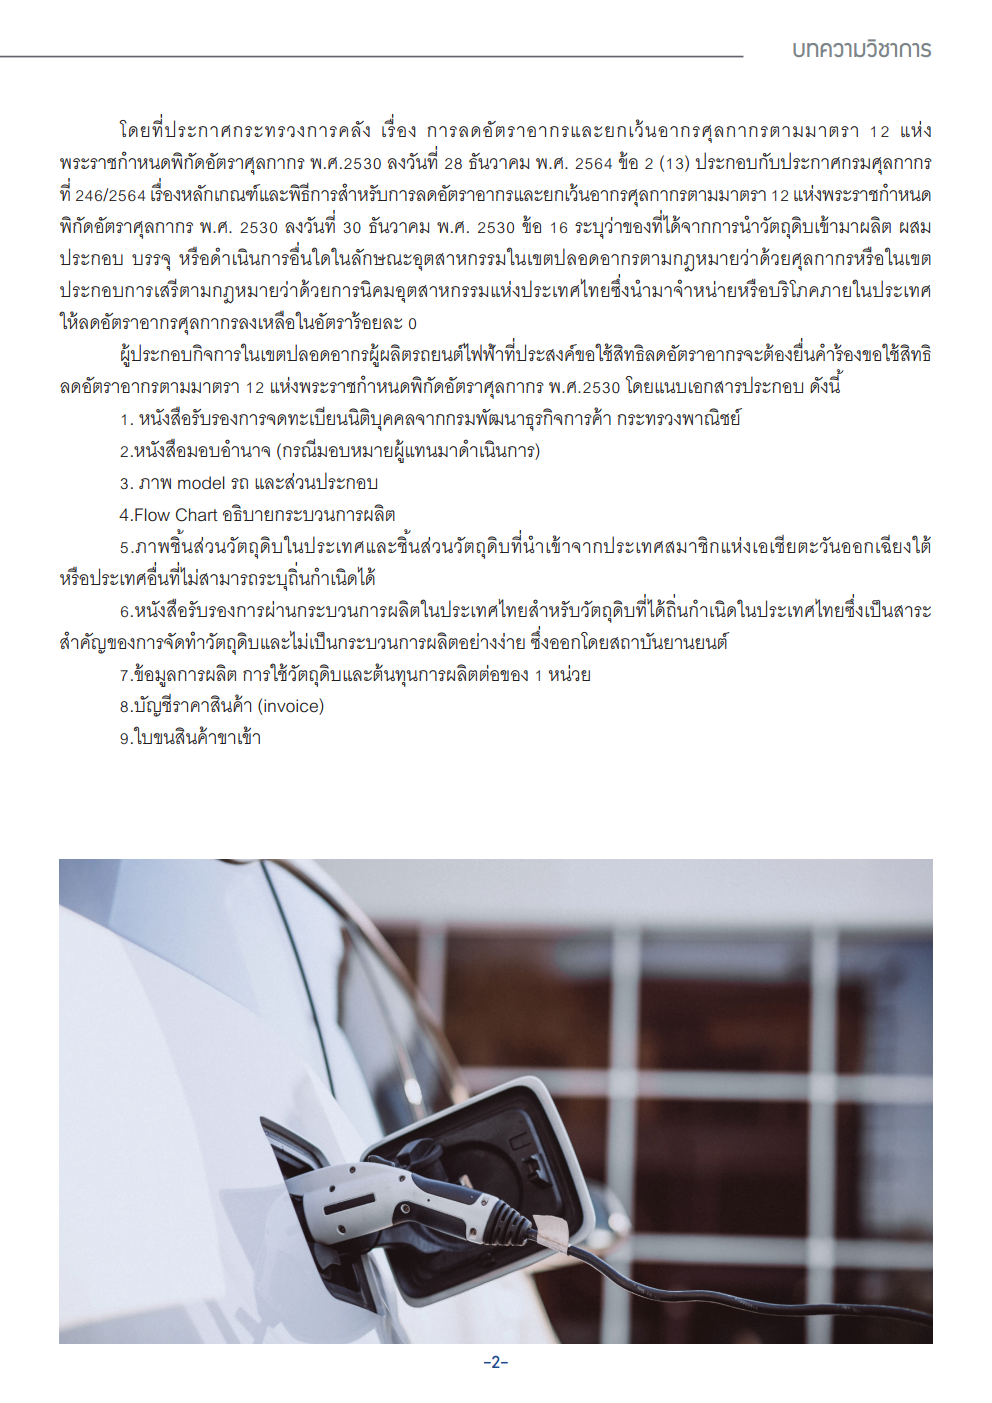 บทความวิชาการ
โดยที่ประกาศกระทรวงการคลัง เรื่อง การลดอัตราอากรและยกเว้นอากรศุลกากรตามมาตรา 12 แห่ง
พระราชกำหนดพิกัดอัตราศุลกากร พ.ศ.2530 ลงวันที่ 28 ธันวาคม พ.ศ. 2564 ข้อ 2 (13) ประกอบกับประกาศกรมศุลกากร
ที่ 246/2564 เรื่องหลักเกณฑ์และพิธีการสำหรับการลดอัตราอากรและยกเว้นอากรศุลกากรตามมาตรา 12 แห่งพระราชกำหนด
พิกัดอัตราศุลกากร พ.ศ. 2530 ลงวันที่ 30 ธันวาคม พ.ศ. 2530 ข้อ 16 ระบุว่าของที่ได้จากการนำวัตถุดิบเข้ามาผลิต ผสม
ประกอบ บรรจุ หรือดำเนินการอื่นใดในลักษณะอุตสาหกรรมในเขตปลอดอากรตามกฎหมายว่าด้วยศุลกากรหรือในเขต
ประกอบการเสรีตามกฎหมายว่าด้วยการนิคมอุตสาหกรรมแห่งประเทศไทยซึ่งนำมาจำหน่ายหรือบริโภคภายในประเทศ
ให้ลดอัตราอากรศุลกากรลงเหลือในอัตราร้อยละ 0
ผู้ประกอบกิจการในเขตปลอดอากรผู้ผลิตรถยนต์ไฟฟ้าที่ประสงค์ขอใช้สิทธิลดอัตราอากรจะต้องยื่นคำร้องขอใช้สิทธิ
ลดอัตราอากรตามมาตรา 12 แห่งพระราชกำหนดพิกัดอัตราศุลกากร พ.ศ.2530 โดยแนบเอกสารประกอบ ดังนี้
1. หนังสือรับรองการจดทะเบียนนิติบุคคลจากกรมพัฒนาธุรกิจการค้า กระทรวงพาณิชย์
2.หนังสือมอบอำนาจ (กรณีมอบหมายผู้แทนมาดำเนินการ)
3. ภาพ model รถ และส่วนประกอบ
4.Flow Chart อธิบายกระบวนการผลิต
5.ภาพชิ้นส่วนวัตถุดิบในประเทศและชิ้นส่วนวัตถุดิบที่นำเข้าจากประเทศสมาชิกแห่งเอเชียตะวันออกเฉียงใต้
หรือประเทศอื่นที่ไม่สามารถระบุถิ่นกำเนิดได้
6.หนังสือรับรองการผ่านกระบวนการผลิตในประเทศไทยสำหรับวัตถุดิบที่ได้ถิ่นกำเนิดในประเทศไทยซึ่งเป็นสาระ
สำคัญของการจัดทำวัตถุดิบและไม่เป็นกระบวนการผลิตอย่างง่าย ซึ่งออกโดยสถาบันยานยนต์
7.ข้อมูลการผลิต การใช้วัตถุดิบและต้นทุนการผลิตต่อของ 1 หน่วย
8.บัญชีราคาสินค้า (invoice)
9.ใบขนสินค้าขาเข้า
-2-